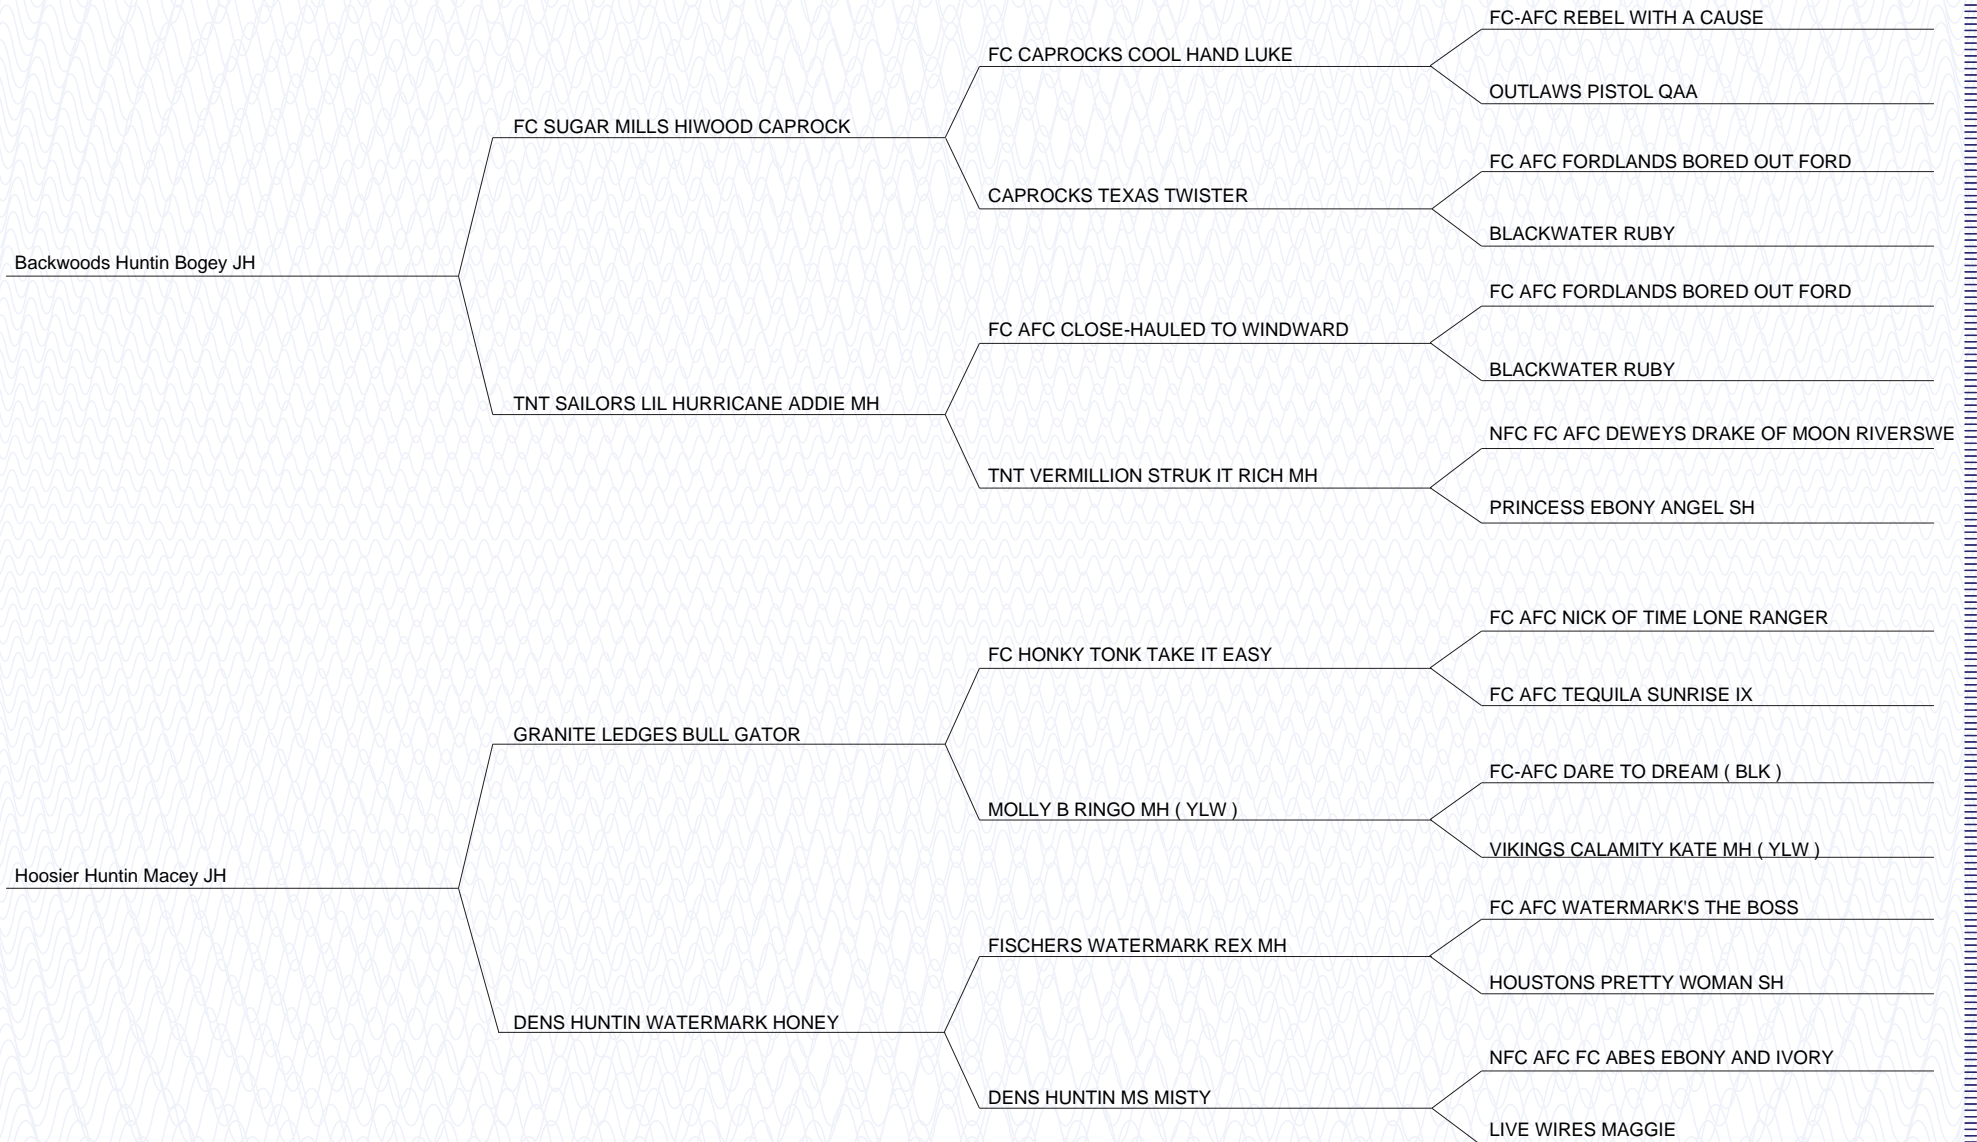 FC-AFC REBEL WITH A CAUSE
FC CAPROCKS COOL HAND LUKE
OUTLAWS PISTOL QAA
FC SUGAR MILLS HIWOOD CAPROCK
FC AFC FORDLANDS BORED OUT FORD
CAPROCKS TEXAS TWISTER
BLACKWATER RUBY
Backwoods Huntin Bogey JH
FC AFC FORDLANDS BORED OUT FORD
FC AFC CLOSE-HAULED TO WINDWARD
BLACKWATER RUBY
TNT SAILORS LIL HURRICANE ADDIE MH
NFC FC AFC DEWEYS DRAKE OF MOON RIVERSWE
TNT VERMILLION STRUK IT RICH MH
PRINCESS EBONY ANGEL SH
FC AFC NICK OF TIME LONE RANGER
FC HONKY TONK TAKE IT EASY
FC AFC TEQUILA SUNRISE IX
GRANITE LEDGES BULL GATOR
FC-AFC DARE TO DREAM ( BLK )
MOLLY B RINGO MH ( YLW )
VIKINGS CALAMITY KATE MH ( YLW )
Hoosier Huntin Macey JH
FC AFC WATERMARK'S THE BOSS
FISCHERS WATERMARK REX MH
HOUSTONS PRETTY WOMAN SH
DENS HUNTIN WATERMARK HONEY
NFC AFC FC ABES EBONY AND IVORY
DENS HUNTIN MS MISTY
LIVE WIRES MAGGIE